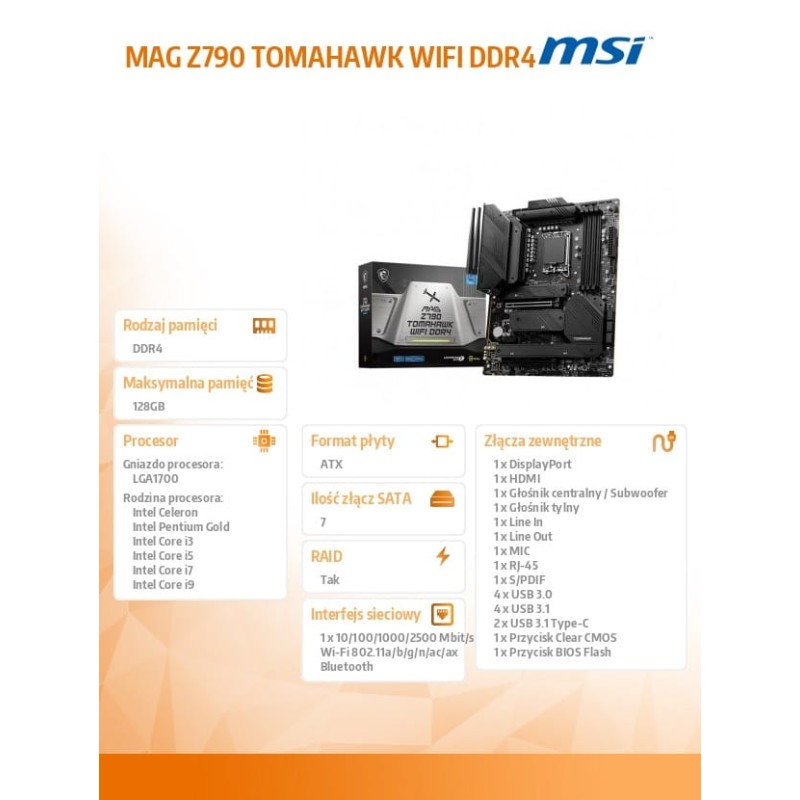 MAG Z790 TOMAHAWK WIFI DDR4
msi
MAG
Z790
TOMAHAWK
WIFI DDR4
Rodzaj pamięci
DDR4
Maksymalna pamięć
128GB
Procesor
Gniazdo procesora:
LGA1700
Rodzina procesora:
Intel Celeron
Intel Pentium Gold
Intel Core i3
Intel Core i5
Intel Core i7
Intel Core i9
Format płyty
ATX
Ilość złącz SATA
7
RAID
Tak
Interfejs sieciowy
1 x 10/100/1000/2500 Mbit/s
Wi-Fi 802.11a/b/g/n/ac/ax
Bluetooth
Złącza zewnętrzne
1 x DisplayPort
1 x HDMI
1 x Głośnik centralny / Subwoofer
1 x Głośnik tylny
1 x Line In
1 x Line Out
1 x MIC
1 x RJ-45
1 x S/PDIF
4 x USB 3.0
4 x USB 3.1
2 x USB 3.1 Type-C
1 x Przycisk Clear CMOS
1 x Przycisk BIOS Flash